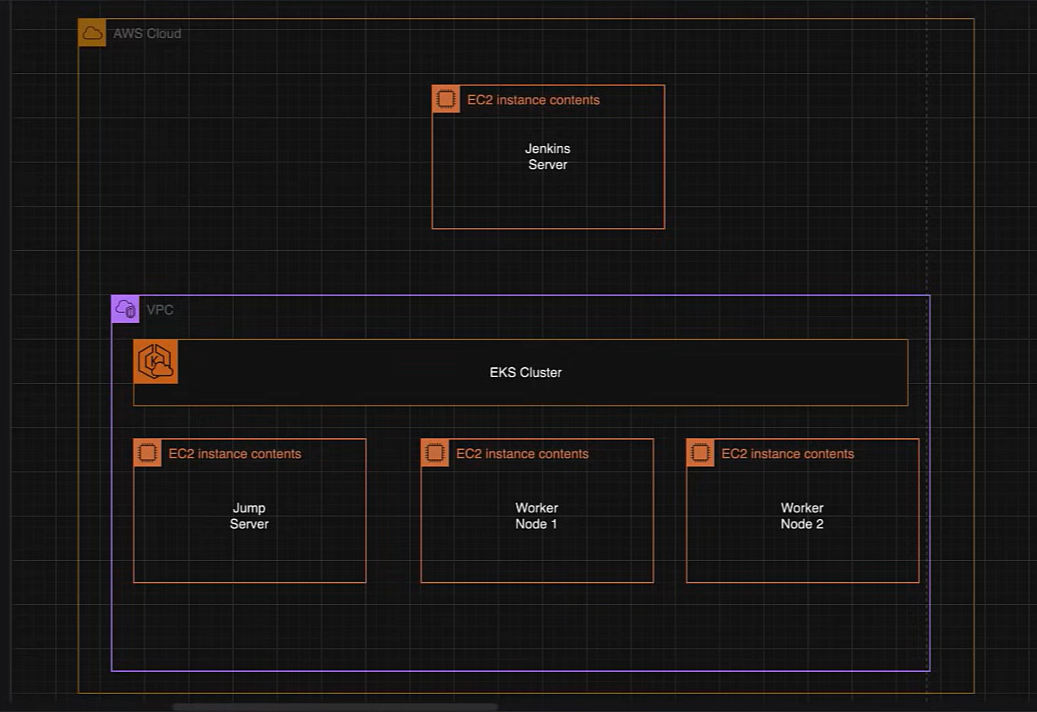 AWS Cloud
EC2 instance contents
Jenkins
Server
VPC
EKS Cluster
EC2 instance contents
Jump
Server
EC2 instance contents
Worker
Node 1
EC2 instance contents
Worker
Node 2